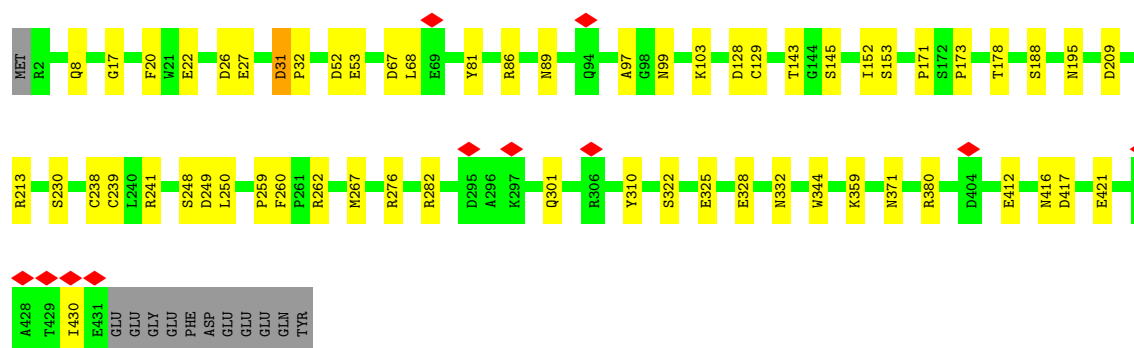 MET R2 Q8 G17 F20 W21 E22 D26 E27 D31 P32 D52 E53 D67 L68 E69 Y81 R86 N89 Q94 A97 G98 N99 K103 D128 C129 T143 G144 S145 I152 S153 P171 S172 P173 T178 S188 N195 D209
R213 S230 C238 C239 L240 R241 S248 D249 L250 P259 F260 P261 R262 M267 R276 R282 D295 A296 K297 Q301 R306 Y310 S322 E325 E328 N332 W344 K359 N371 R380 D404 E412 N416 D417 E421
A428 T429 I430 E431 GLU GLU GLY GLU PHE ASP GLU GLU GLU GLN TYR